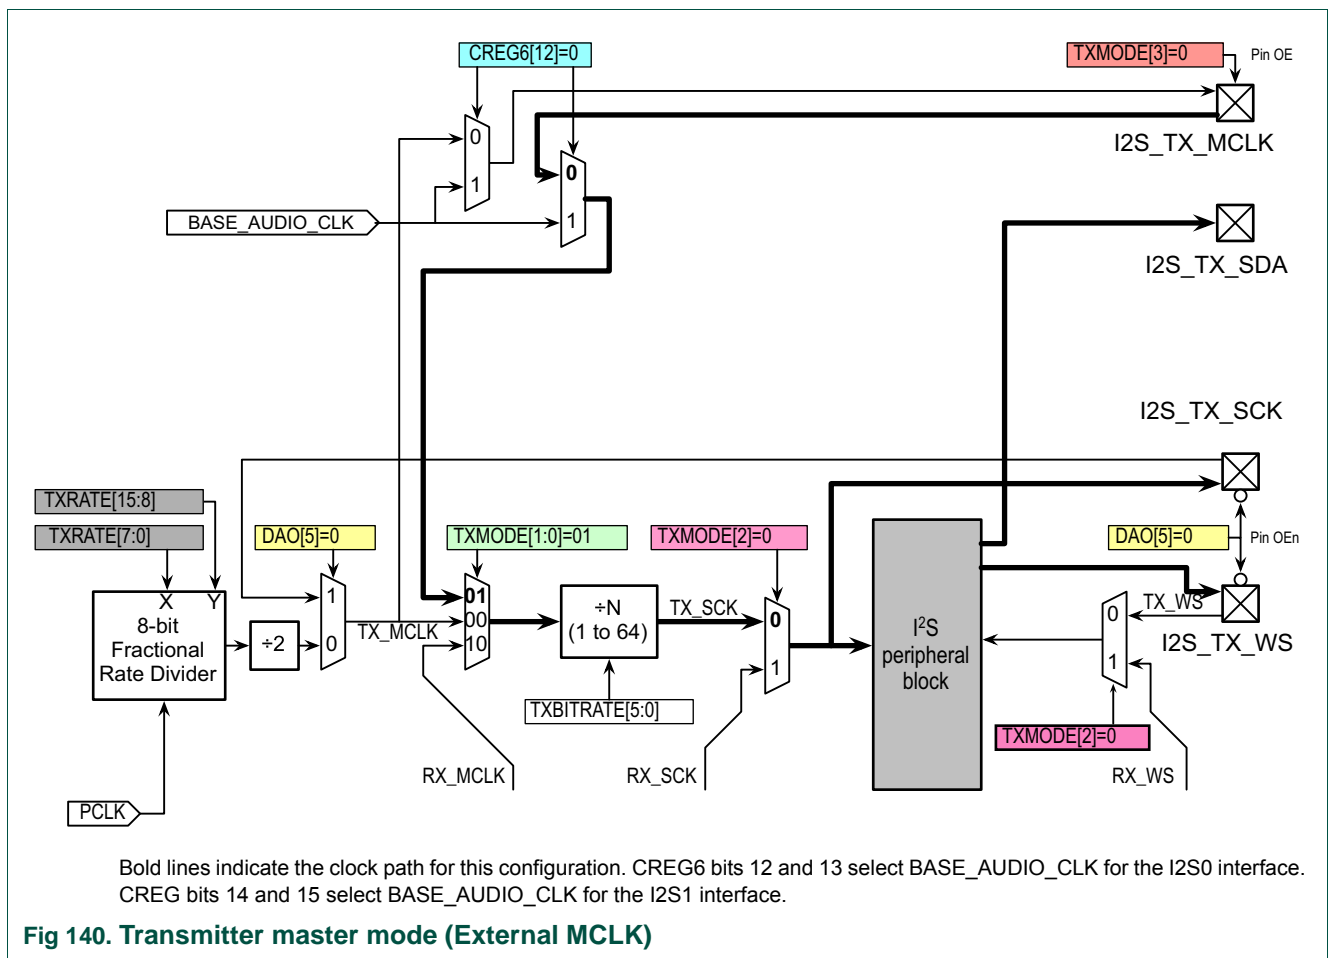 CREG6[12]=0
TXMODE[3]=0
Pin OE
0
1
0
1
I2S_TX_MCLK
BASE_AUDIO_CLK
I2S_TX_SDA
I2S_TX_SCK
TXRATE[15:8]
TXRATE[7:0]
DAO[5]=0
TXMODE[1:0]=01
TXMODE[2]=0
DAO[5]=0
Pin OEn
X
Y
8-bit
Fractional
Rate Divider
÷2
1
0
TX_MCLK
01
00
10
÷N
(1 to 64)
TX_SCK
0
1
I2S
peripheral
block
0
1
TX_WS
I2S_TX_WS
TXBITRATE[5:0]
TXMODE[2]=0
RX_MCLK
RX_SCK
RX_WS
PCLK
Bold lines indicate the clock path for this configuration. CREG6 bits 12 and 13 select BASE_AUDIO_CLK for the I2S0 interface.
CREG bits 14 and 15 select BASE_AUDIO_CLK for the I2S1 interface.
Fig 140. Transmitter master mode (External MCLK)